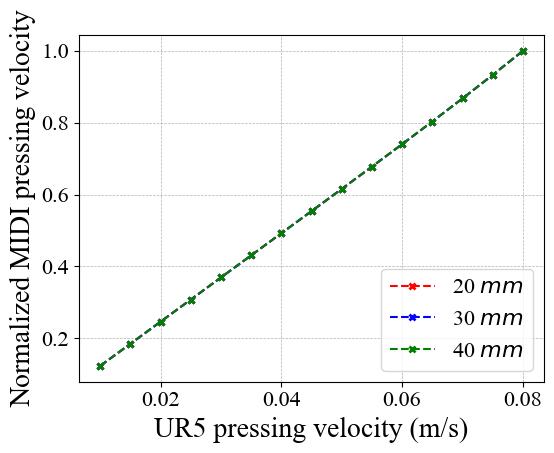 Normalized MIDI pressing velocity
1.0
0.8
0.6
0.4
0.2
20 mm
30 mm
40 mm
0.02 0.04 0.06 0.08
UR5 pressing velocity (m/s)